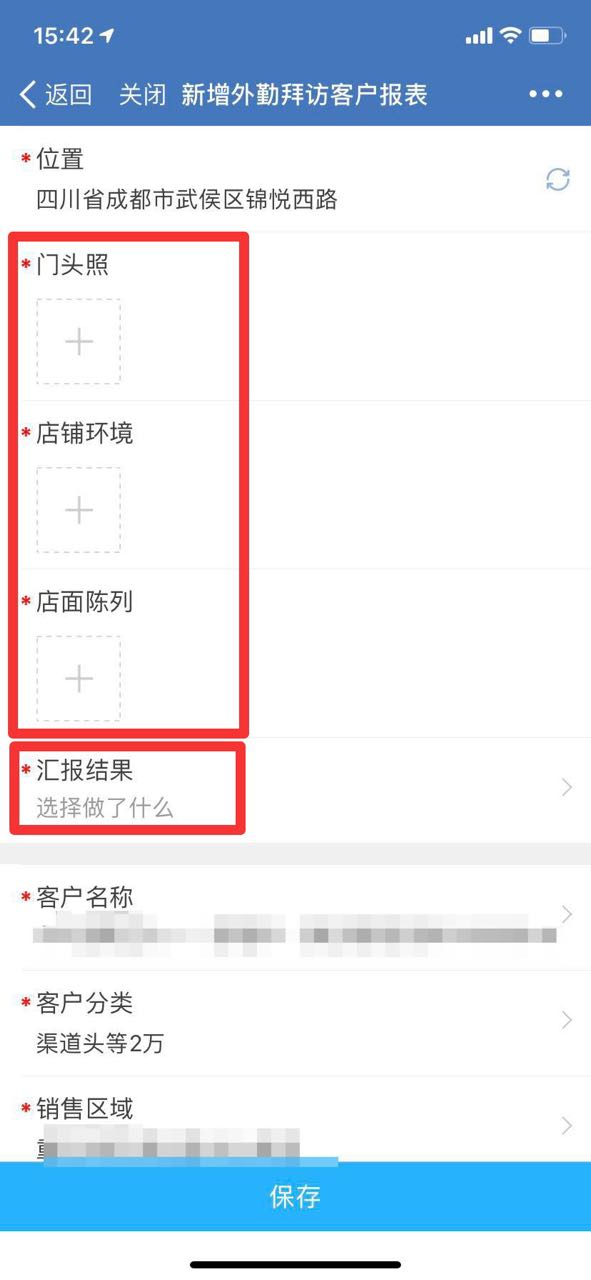 15:42
返回 关闭 新增外勤拜访客户报表
* 位置
四川省成都市武侯区锦悦西路
* 门头照
* 店铺环境
* 店面陈列
* 汇报结果
选择做了什么
* 客户名称
* 客户分类
渠道头等2万
* 销售区域
保存